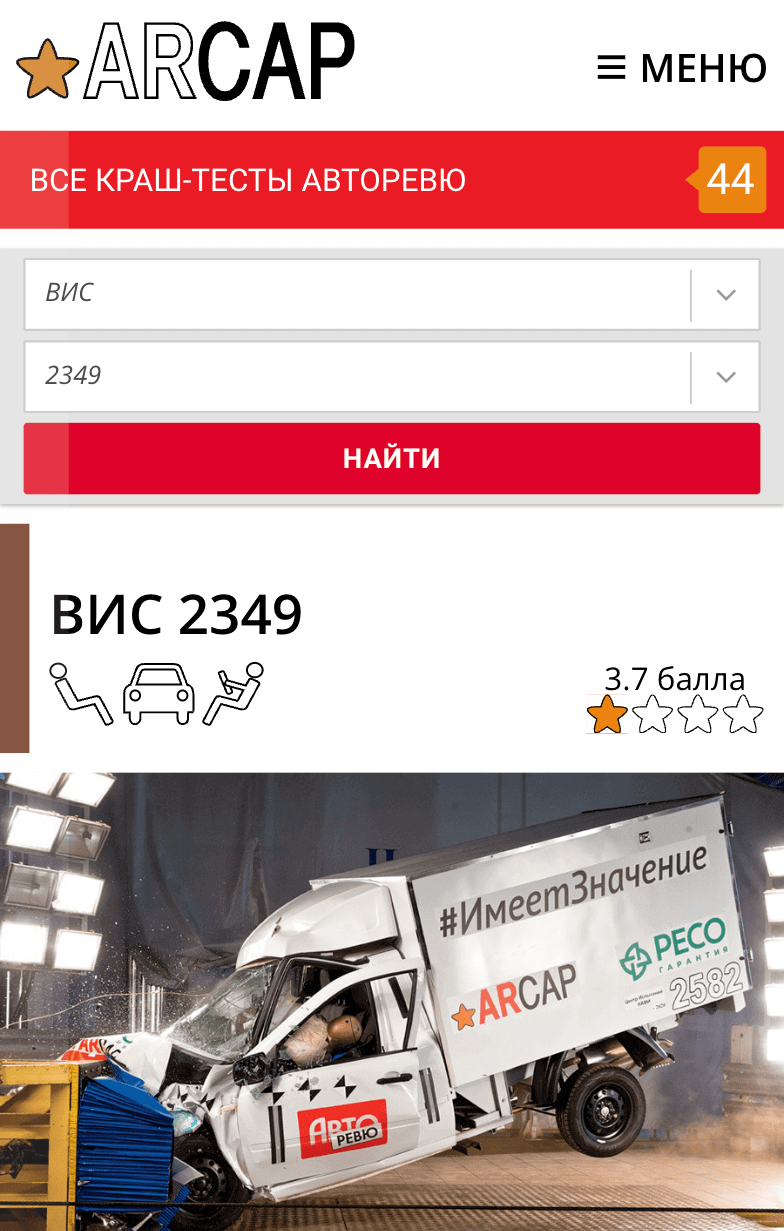 ARCAP
≡ МЕНЮ
ВСЕ КРАШ-ТЕСТЫ АВТОРЕВЮ
44
ВИС
2349
НАЙТИ
ВИС 2349
3.7 балла
#ИмеетЗначение
РЕСО
ГАРАНТИЯ
ARCAP
2582
АВТО
РЕВЮ